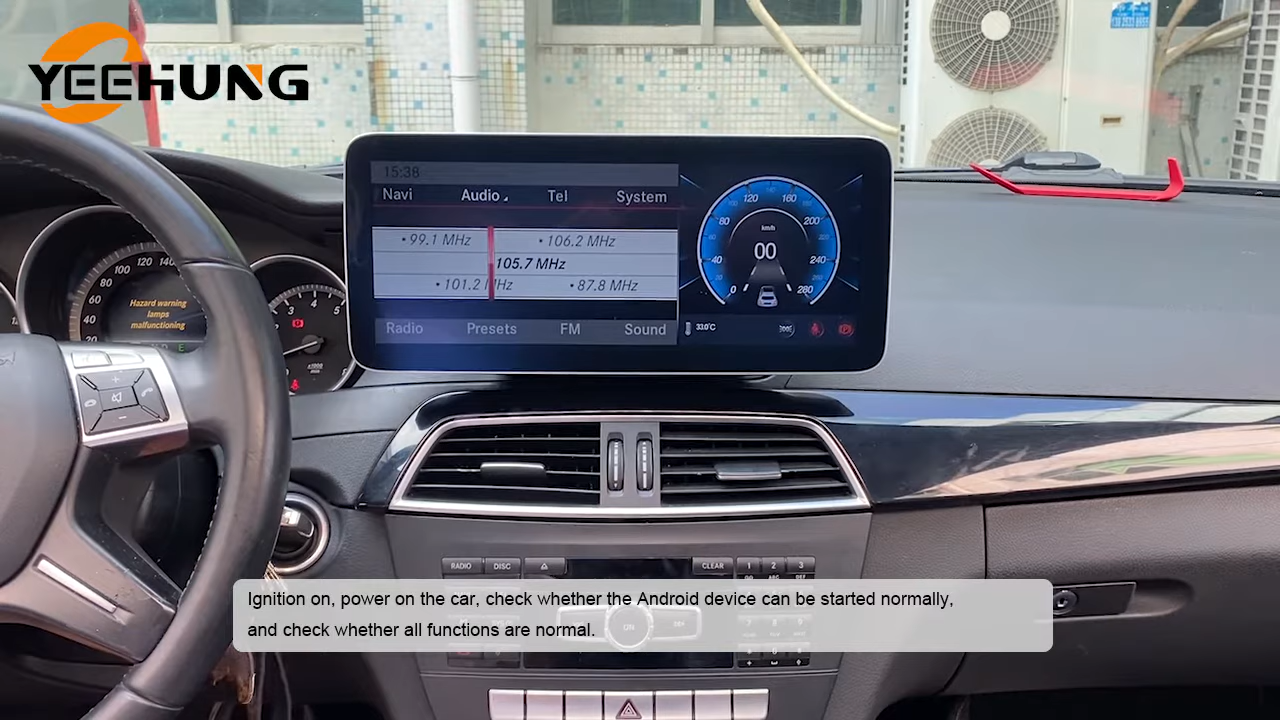 YEEHUNG
15:38
Navi Audio Tel System
99.1 MHz 106.2 MHz
105.7 MHz
101.2 MHz 87.8 MHz
Radio Presets FM Sound
120 160
80 200
km/h
40 00 240
0 280
33.0°C
100 120 140
80
60
40
20
Hazard warning
lamps
malfunctioning
3 4 5
RADIO DISC CLEAR 1 2 3
Ignition on, power on the car, check whether the Android device can be started normally,
and check whether all functions are normal.
ON